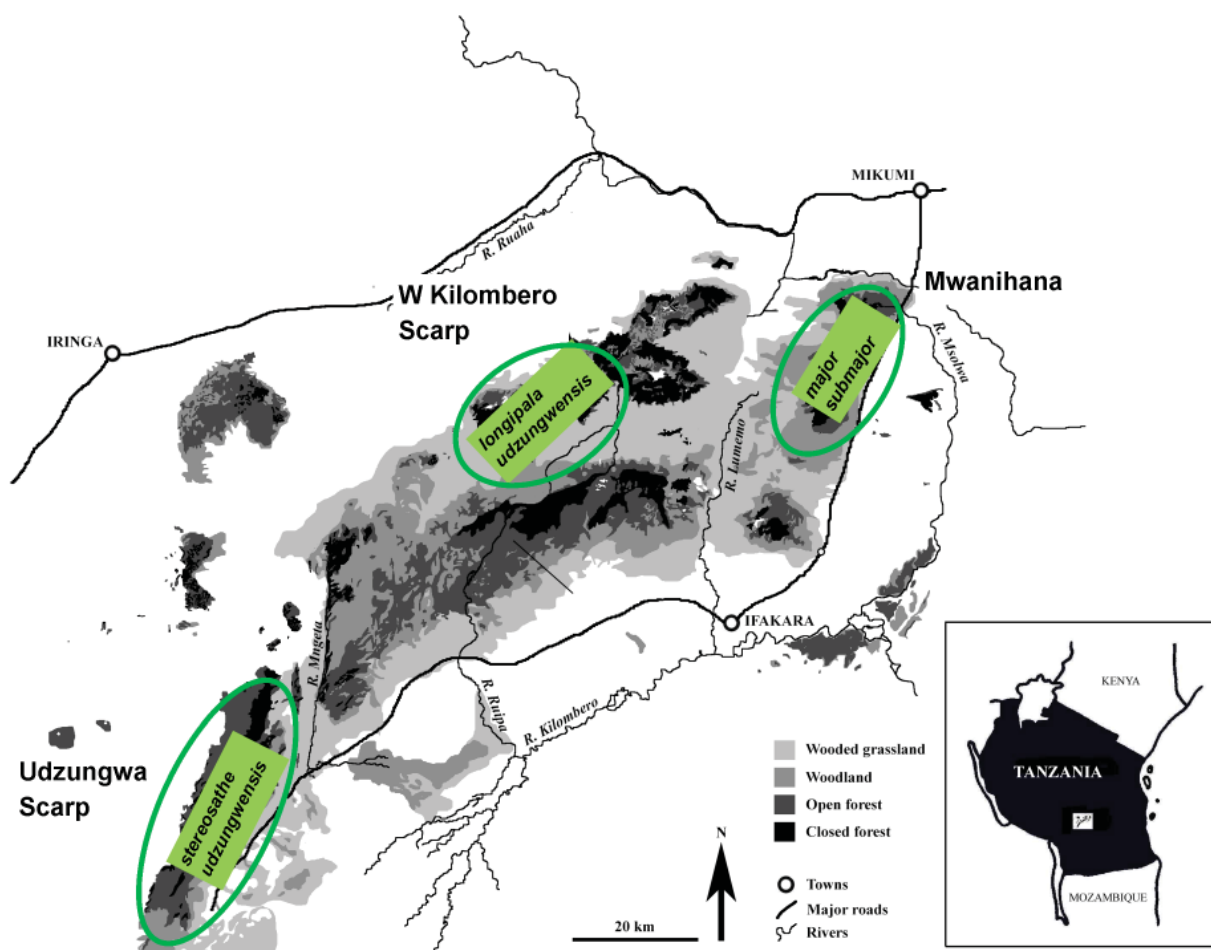 MIKUMI
R. Ruaha
Mwanihana
W Kilombero
Scarp
R. Msolwa
IRINGA
major
submajor
longipala
udzungwensis
R. Lumemo
IFAKARA
R. Mngeta
R. Ruipa
R. Kilombero
Udzungwa
Scarp
stereosathe
udzungwensis
Wooded grassland
Woodland
Open forest
Closed forest
N
Towns
Major roads
Rivers
20 km
KENYA
TANZANIA
MOZAMBIQUE